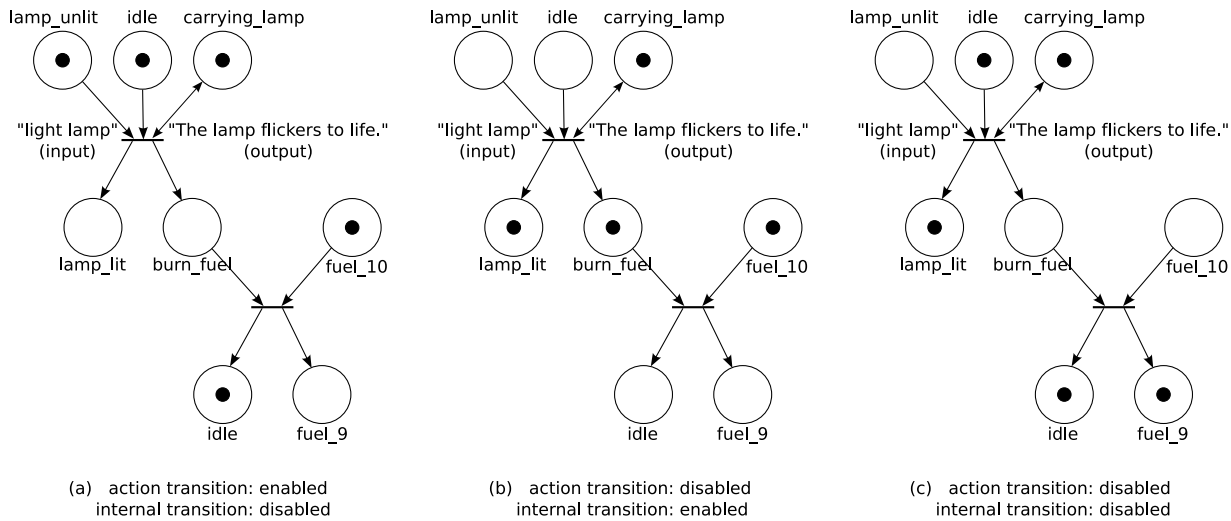 lamp_unlit idle carrying_lamp
"light lamp" "The lamp flickers to life."
(input) (output)
lamp_lit burn_fuel fuel_10
idle fuel_9
(a) action transition: enabled
internal transition: disabled
lamp_unlit idle carrying_lamp
"light lamp" "The lamp flickers to life."
(input) (output)
lamp_lit burn_fuel fuel_10
idle fuel_9
(b) action transition: disabled
internal transition: enabled
lamp_unlit idle carrying_lamp
"light lamp" "The lamp flickers to life."
(input) (output)
lamp_lit burn_fuel fuel_10
idle fuel_9
(c) action transition: disabled
internal transition: disabled